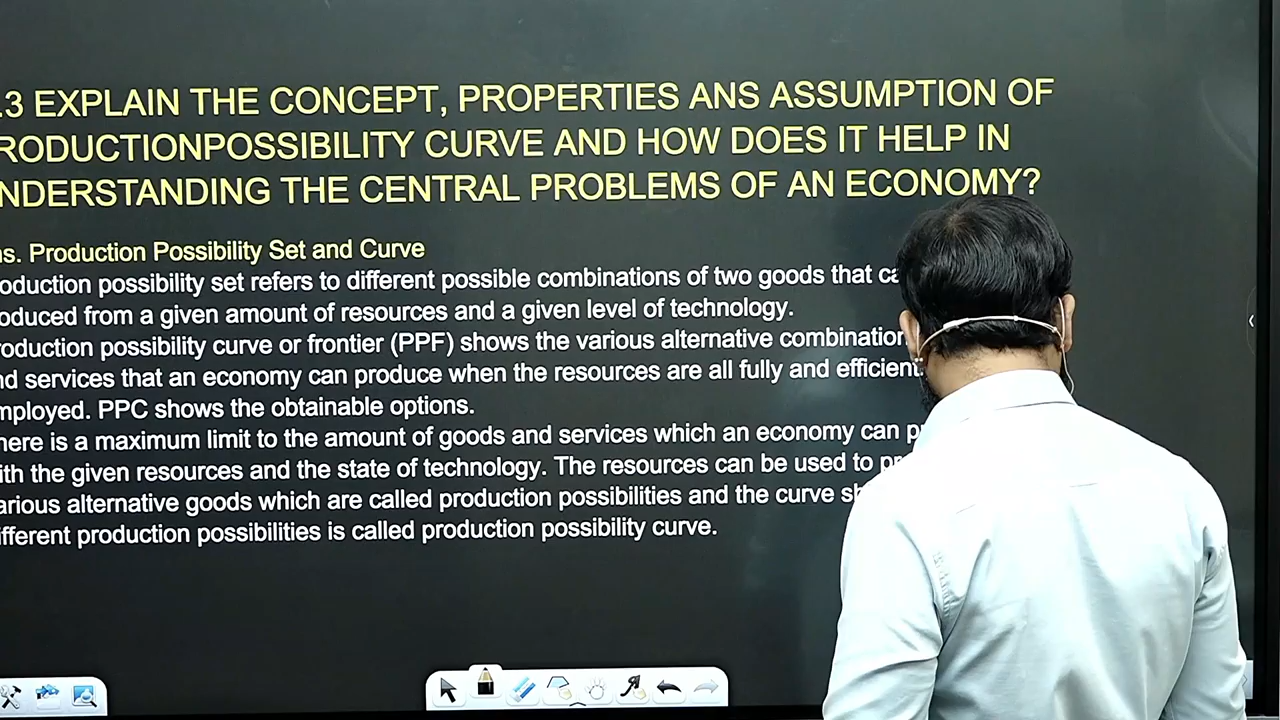 .3 EXPLAIN THE CONCEPT, PROPERTIES ANS ASSUMPTION OF
RODUCTIONPOSSIBILITY CURVE AND HOW DOES IT HELP IN
NDERSTANDING THE CENTRAL PROBLEMS OF AN ECONOMY?
ns. Production Possibility Set and Curve
oduction possibility set refers to different possible combinations of two goods that ca
oduced from a given amount of resources and a given level of technology.
roduction possibility curve or frontier (PPF) shows the various alternative combination
nd services that an economy can produce when the resources are all fully and efficient
mployed. PPC shows the obtainable options.
here is a maximum limit to the amount of goods and services which an economy can p
ith the given resources and the state of technology. The resources can be used to pr
arious alternative goods which are called production possibilities and the curve sh
ifferent production possibilities is called production possibility curve.